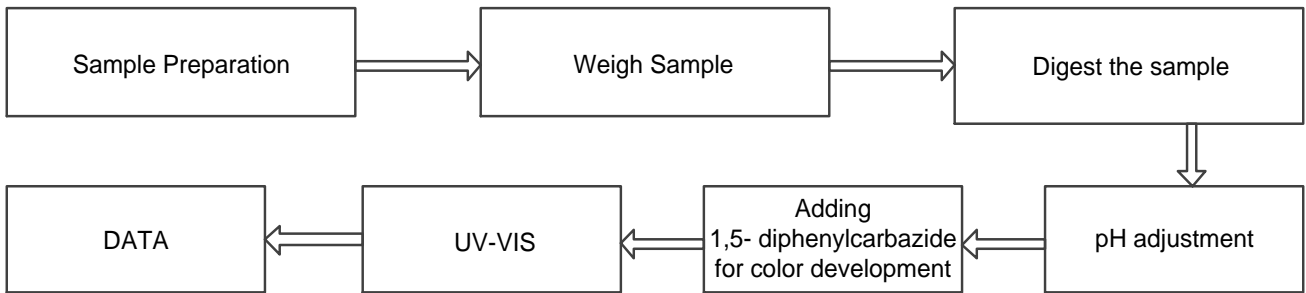 Sample Preparation
Weigh Sample
Digest the sample
pH adjustment
Adding
1,5- diphenylcarbazide
for color development
UV-VIS
DATA